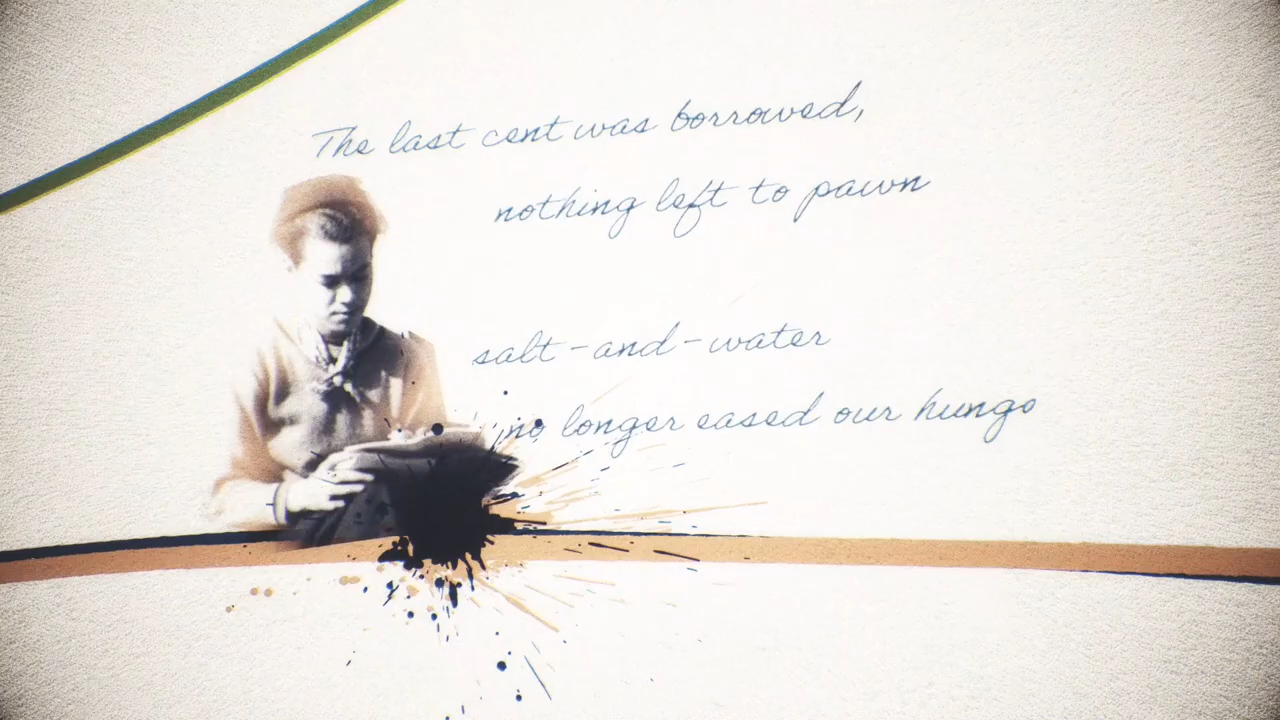 The last cent was borrowed,
nothing left to pawn
salt-and-water
no longer eased our hungo